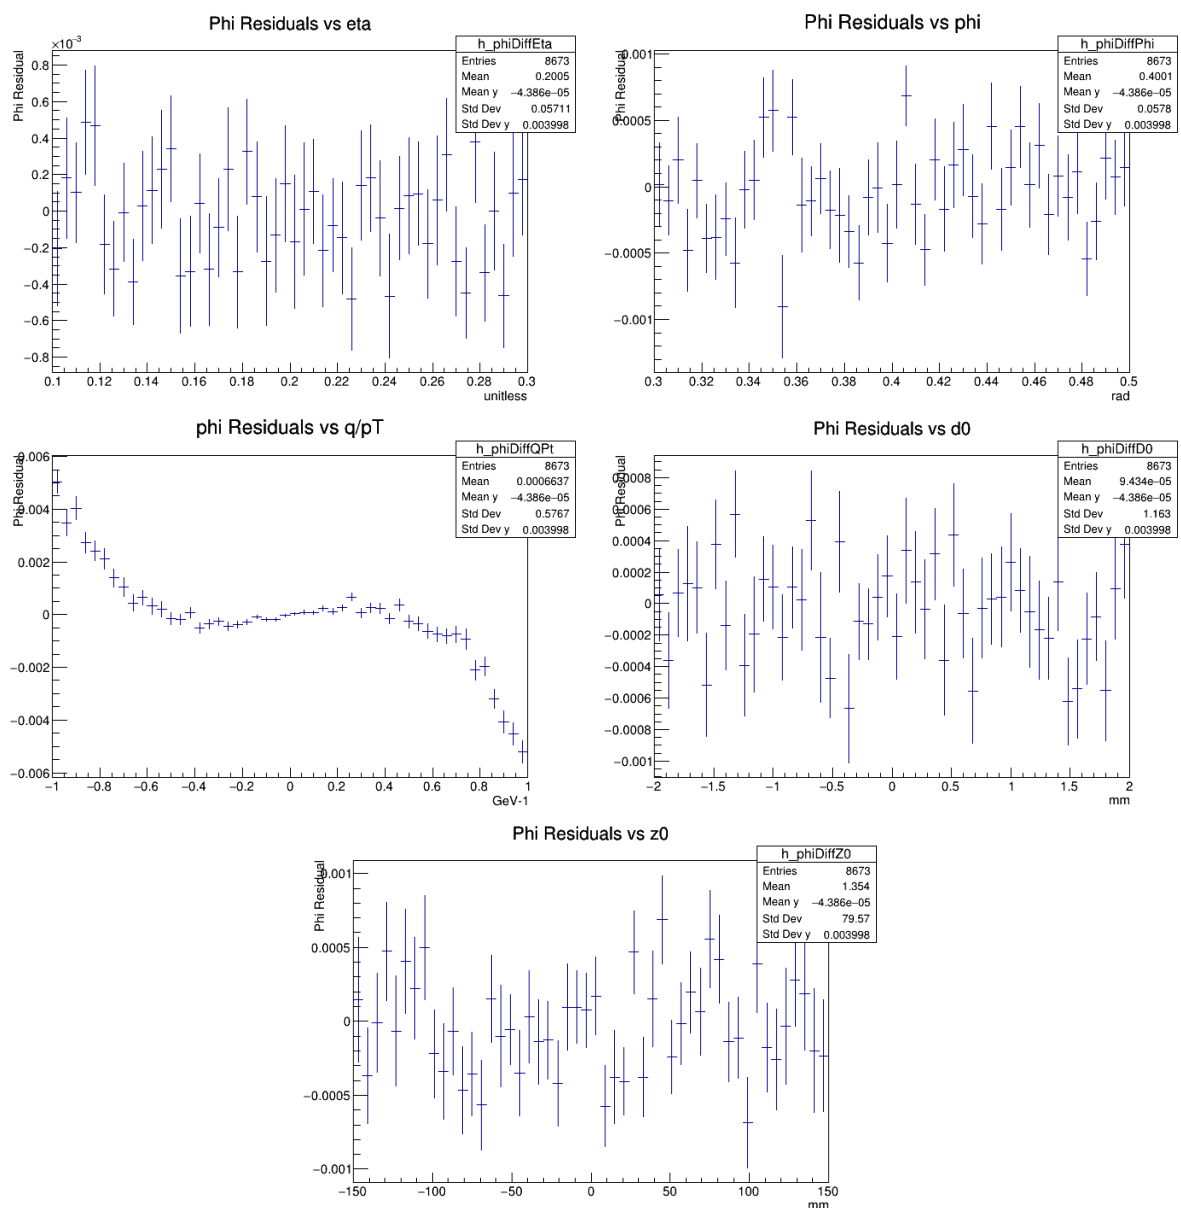 Phi Residuals vs eta
×10⁻³
Phi Residual
h_phiDiffEta
Entries 8673
Mean 0.2005
Mean y −4.386e−05
Std Dev 0.05711
Std Dev y 0.003998
0.8
0.6
0.4
0.2
0
−0.2
−0.4
−0.6
−0.8
0.1 0.12 0.14 0.16 0.18 0.2 0.22 0.24 0.26 0.28 0.3
unitless
Phi Residuals vs phi
Phi Residual
h_phiDiffPhi
Entries 8673
Mean 0.4001
Mean y −4.386e−05
Std Dev 0.0578
Std Dev y 0.003998
0.001
0.0005
0
−0.0005
−0.001
0.3 0.32 0.34 0.36 0.38 0.4 0.42 0.44 0.46 0.48 0.5
rad
phi Residuals vs q/pT
Phi Residual
h_phiDiffQPt
Entries 8673
Mean 0.0006637
Mean y −4.386e−05
Std Dev 0.5767
Std Dev y 0.003998
0.006
0.004
0.002
0
−0.002
−0.004
−0.006
−1 −0.8 −0.6 −0.4 −0.2 0 0.2 0.4 0.6 0.8 1
GeV-1
Phi Residuals vs d0
Phi Residual
h_phiDiffD0
Entries 8673
Mean 9.434e−05
Mean y −4.386e−05
Std Dev 1.163
Std Dev y 0.003998
0.0008
0.0006
0.0004
0.0002
0
−0.0002
−0.0004
−0.0006
−0.0008
−0.001
−2 −1.5 −1 −0.5 0 0.5 1 1.5 2
mm
Phi Residuals vs z0
Phi Residual
h_phiDiffZ0
Entries 8673
Mean 1.354
Mean y −4.386e−05
Std Dev 79.57
Std Dev y 0.003998
0.001
0.0005
0
−0.0005
−0.001
−150 −100 −50 0 50 100 150
mm